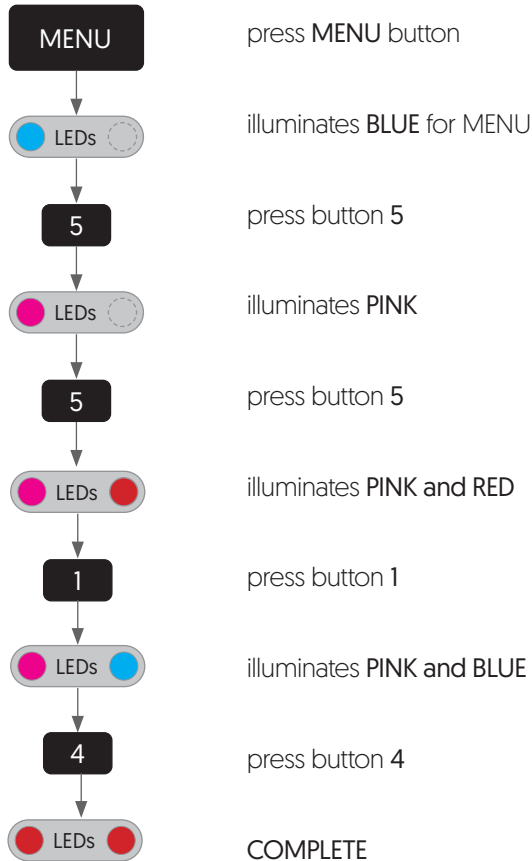 MENU press MENU button
LEDs illuminates BLUE for MENU
5 press button 5
LEDs illuminates PINK
5 press button 5
LEDs illuminates PINK and RED
1 press button 1
LEDs illuminates PINK and BLUE
4 press button 4
LEDs COMPLETE